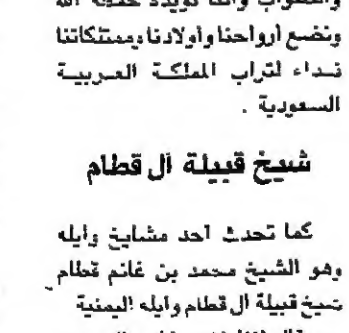 ونضع أرواحنا وأولادنا وممتلكاتنا
فداء لتراب المملكة العربية
السعودية .
شيخ قبيلة آل قطام
كما تحدث احد مشايخ وايله
وهو الشيخ محمد بن غانم قطام
شيخ قبيلة آل قطام وايله اليمنية